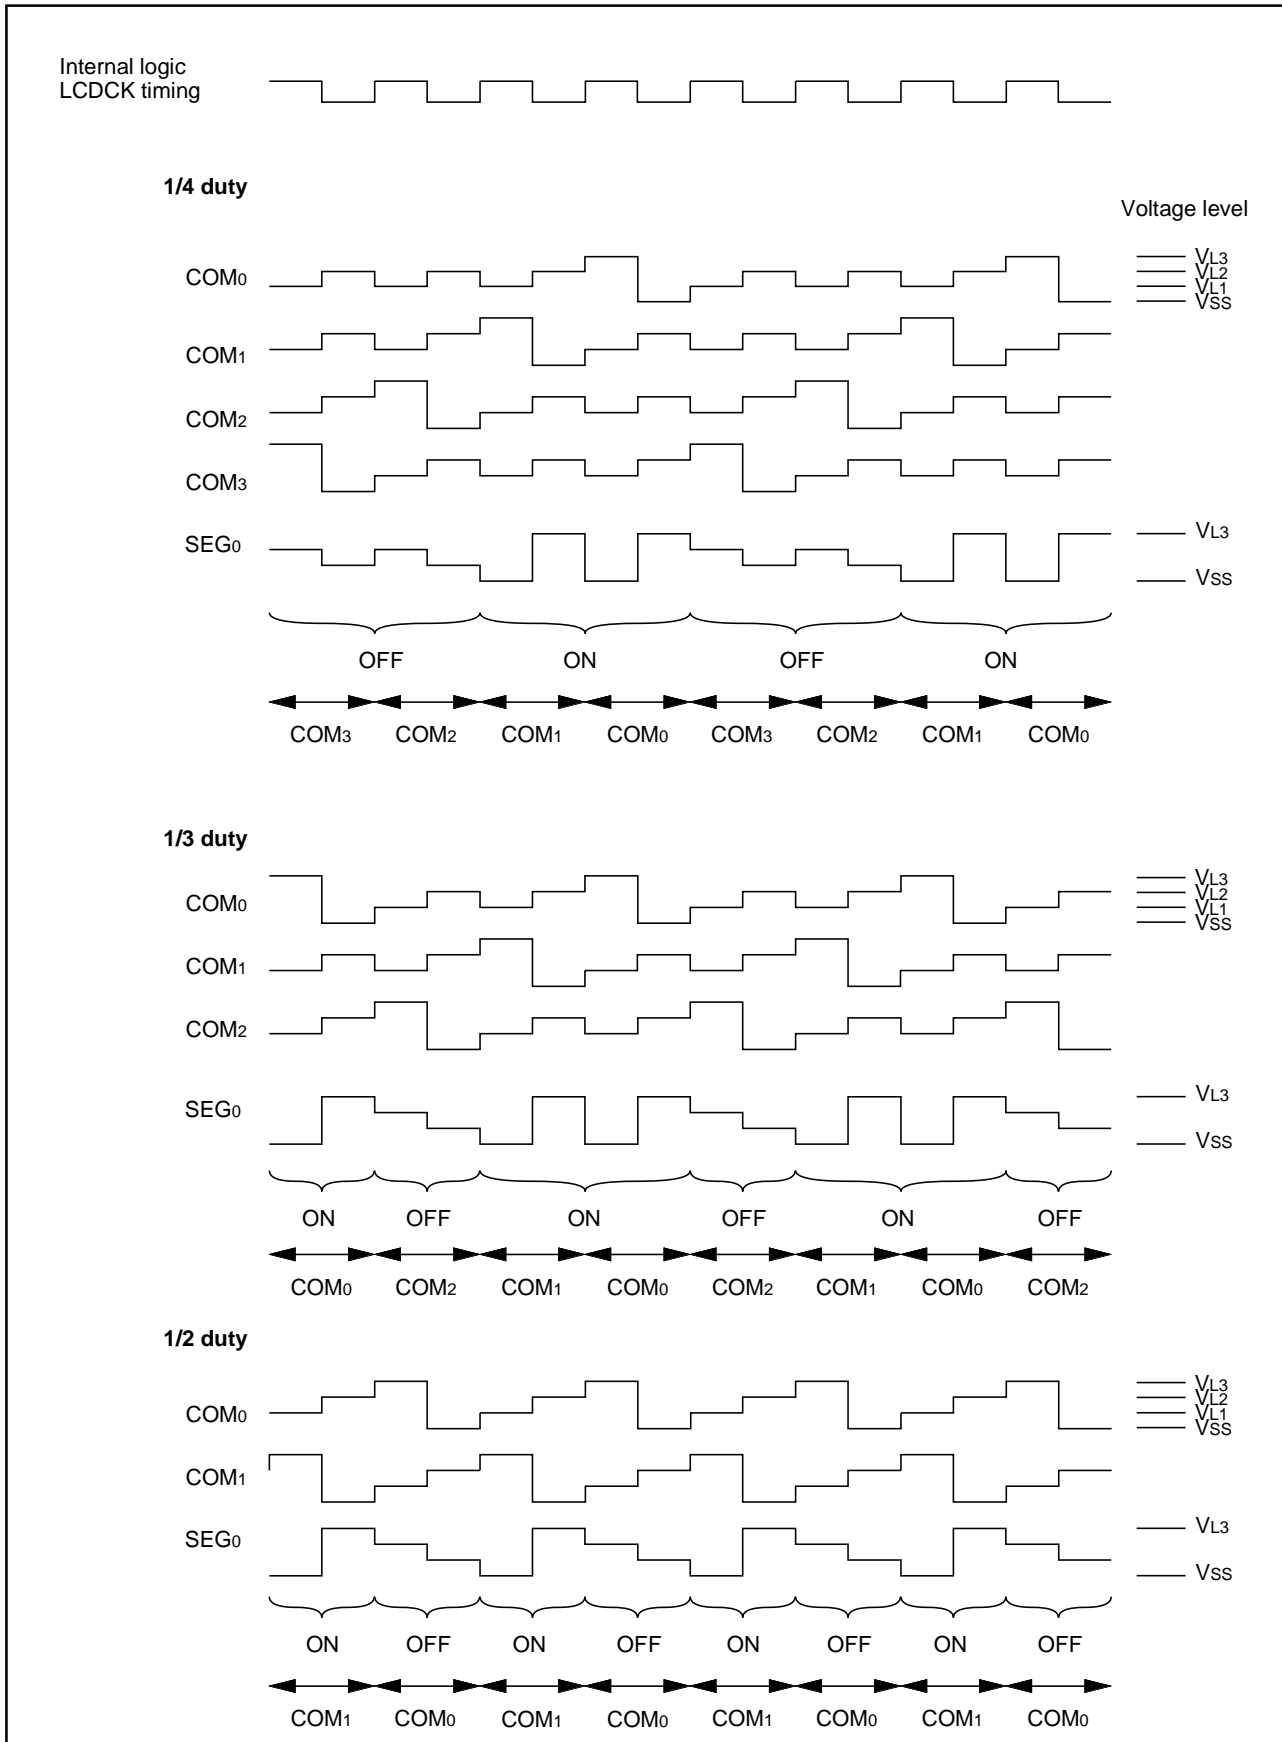 Internal logic
LCDCK timing
1/4 duty
Voltage level
COM0
VL3
VL2
VL1
VSS
COM1
COM2
COM3
SEG0
VL3
VSS
OFF ON OFF ON
COM3 COM2 COM1 COM0 COM3 COM2 COM1 COM0
1/3 duty
COM0
VL3
VL2
VL1
VSS
COM1
COM2
SEG0
VL3
VSS
ON OFF ON OFF ON OFF
COM0 COM2 COM1 COM0 COM2 COM1 COM0 COM2
1/2 duty
COM0
VL3
VL2
VL1
VSS
COM1
SEG0
VL3
VSS
ON OFF ON OFF ON OFF ON OFF
COM1 COM0 COM1 COM0 COM1 COM0 COM1 COM0